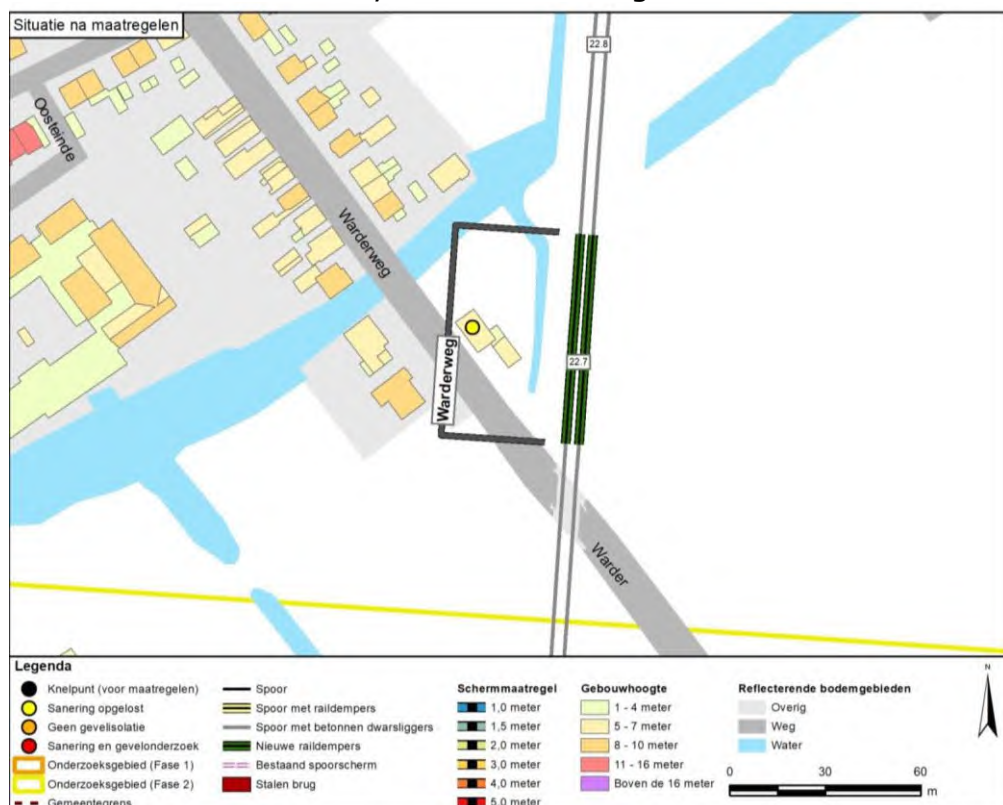 Situatie na maatregelen
22.8
Oosteinde
Warderweg
Warderweg
22.7
Warder
Legenda
Knelpunt (voor maatregelen)
Sanering opgelost
Geen gevelisolatie
Sanering en gevelonderzoek
Onderzoeksgebied (Fase 1)
Onderzoeksgebied (Fase 2)
Gemeentegrens
Spoor
Spoor met raildempers
Spoor met betonnen dwarsliggers
Nieuwe raildempers
Bestaand spoorscherm
Stalen brug
Schermmaatregel
1,0 meter
1,5 meter
2,0 meter
3,0 meter
4,0 meter
5,0 meter
Gebouwhoogte
1 - 4 meter
5 - 7 meter
8 - 10 meter
11 - 16 meter
Boven de 16 meter
Reflecterende bodemgebieden
Overig
Weg
Water
N
0 30 60
m